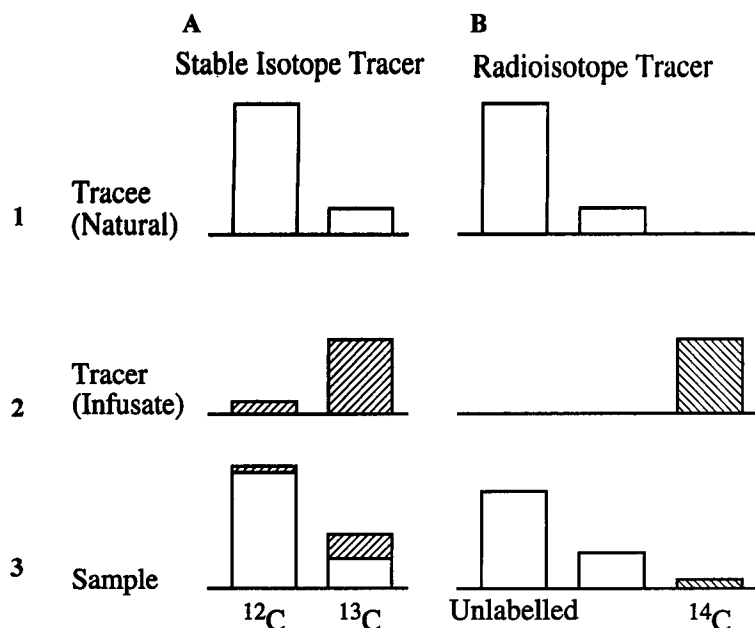 A B
Stable Isotope Tracer Radioisotope Tracer
1 Tracee
(Natural)
2 Tracer
(Infusate)
3 Sample
¹²C ¹³C Unlabelled ¹⁴C